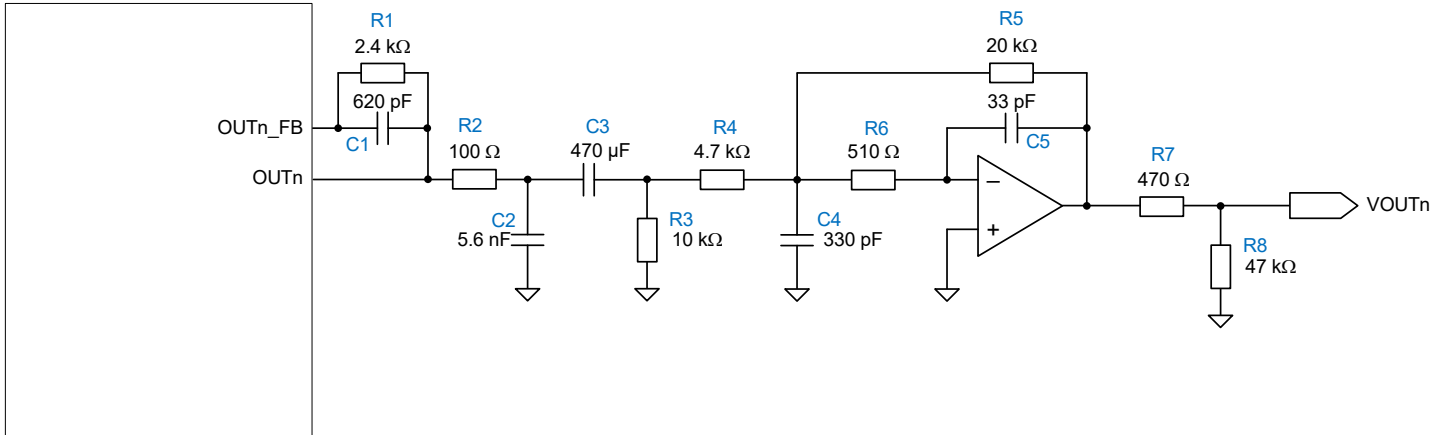 R1
2.4 kΩ
620 pF
C1
OUTn_FB
OUTn
R2
100 Ω
C2
5.6 nF
C3
470 µF
R3
10 kΩ
R4
4.7 kΩ
C4
330 pF
R5
20 kΩ
33 pF
C5
R6
510 Ω
−
+
R7
470 Ω
R8
47 kΩ
VOUTn